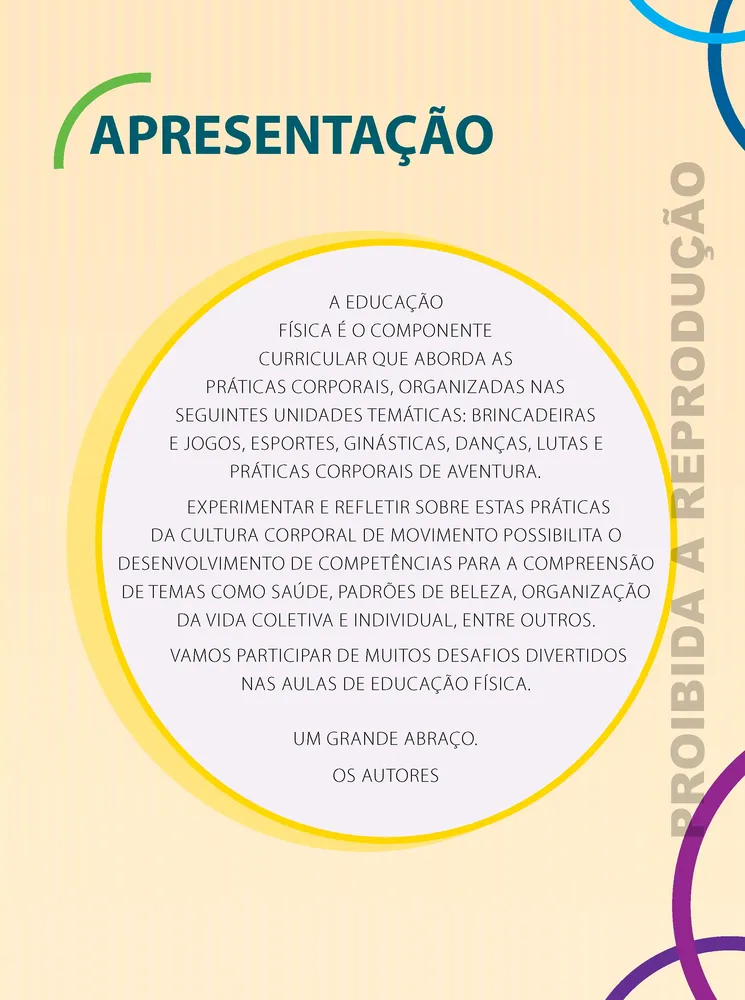 APRESENTAÇÃO
A EDUCAÇÃO
FÍSICA É O COMPONENTE
CURRICULAR QUE ABORDA AS
PRÁTICAS CORPORAIS, ORGANIZADAS NAS
SEGUINTES UNIDADES TEMÁTICAS: BRINCADEIRAS
E JOGOS, ESPORTES, GINÁSTICAS, DANÇAS, LUTAS E
PRÁTICAS CORPORAIS DE AVENTURA.
EXPERIMENTAR E REFLETIR SOBRE ESTAS PRÁTICAS
DA CULTURA CORPORAL DE MOVIMENTO POSSIBILITA O
DESENVOLVIMENTO DE COMPETÊNCIAS PARA A COMPREENSÃO
DE TEMAS COMO SAÚDE, PADRÕES DE BELEZA, ORGANIZAÇÃO
DA VIDA COLETIVA E INDIVIDUAL, ENTRE OUTROS.
VAMOS PARTICIPAR DE MUITOS DESAFIOS DIVERTIDOS
NAS AULAS DE EDUCAÇÃO FÍSICA.
UM GRANDE ABRAÇO.
OS AUTORES
PROIBIDA A REPRODUÇÃO